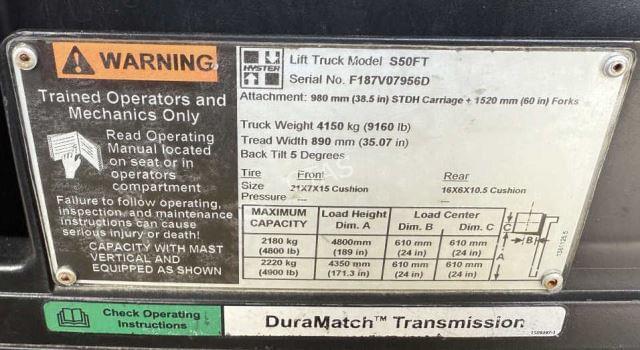 WARNING
Trained Operators and
Mechanics Only
Read Operating
Manual located
on seat or in
operators
compartment
Failure to follow operating,
inspection, and maintenance
instructions can cause
serious injury or death!
CAPACITY WITH MAST
VERTICAL AND
EQUIPPED AS SHOWN
HYSTER
Lift Truck Model S50FT
Serial No. F187V07956D
Attachment: 980 mm (38.5 in) STDH Carriage + 1520 mm (60 in) Forks
Truck Weight 4150 kg (9160 lb)
Tread Width 890 mm (35.07 in)
Back Tilt 5 Degrees
Tire Front Rear
Size 21X7X15 Cushion 16X6X10.5 Cushion
Pressure --- ---
MAXIMUM CAPACITY Load Height Dim. A Load Center Dim. B Dim. C
2180 kg (4800 lb) 4800mm (189 in) 610 mm (24 in) 610 mm (24 in)
2220 kg (4900 lb) 4350 mm (171.3 in) 610 mm (24 in) 610 mm (24 in)
C
B
A
Check Operating
Instructions
DuraMatch™ Transmission